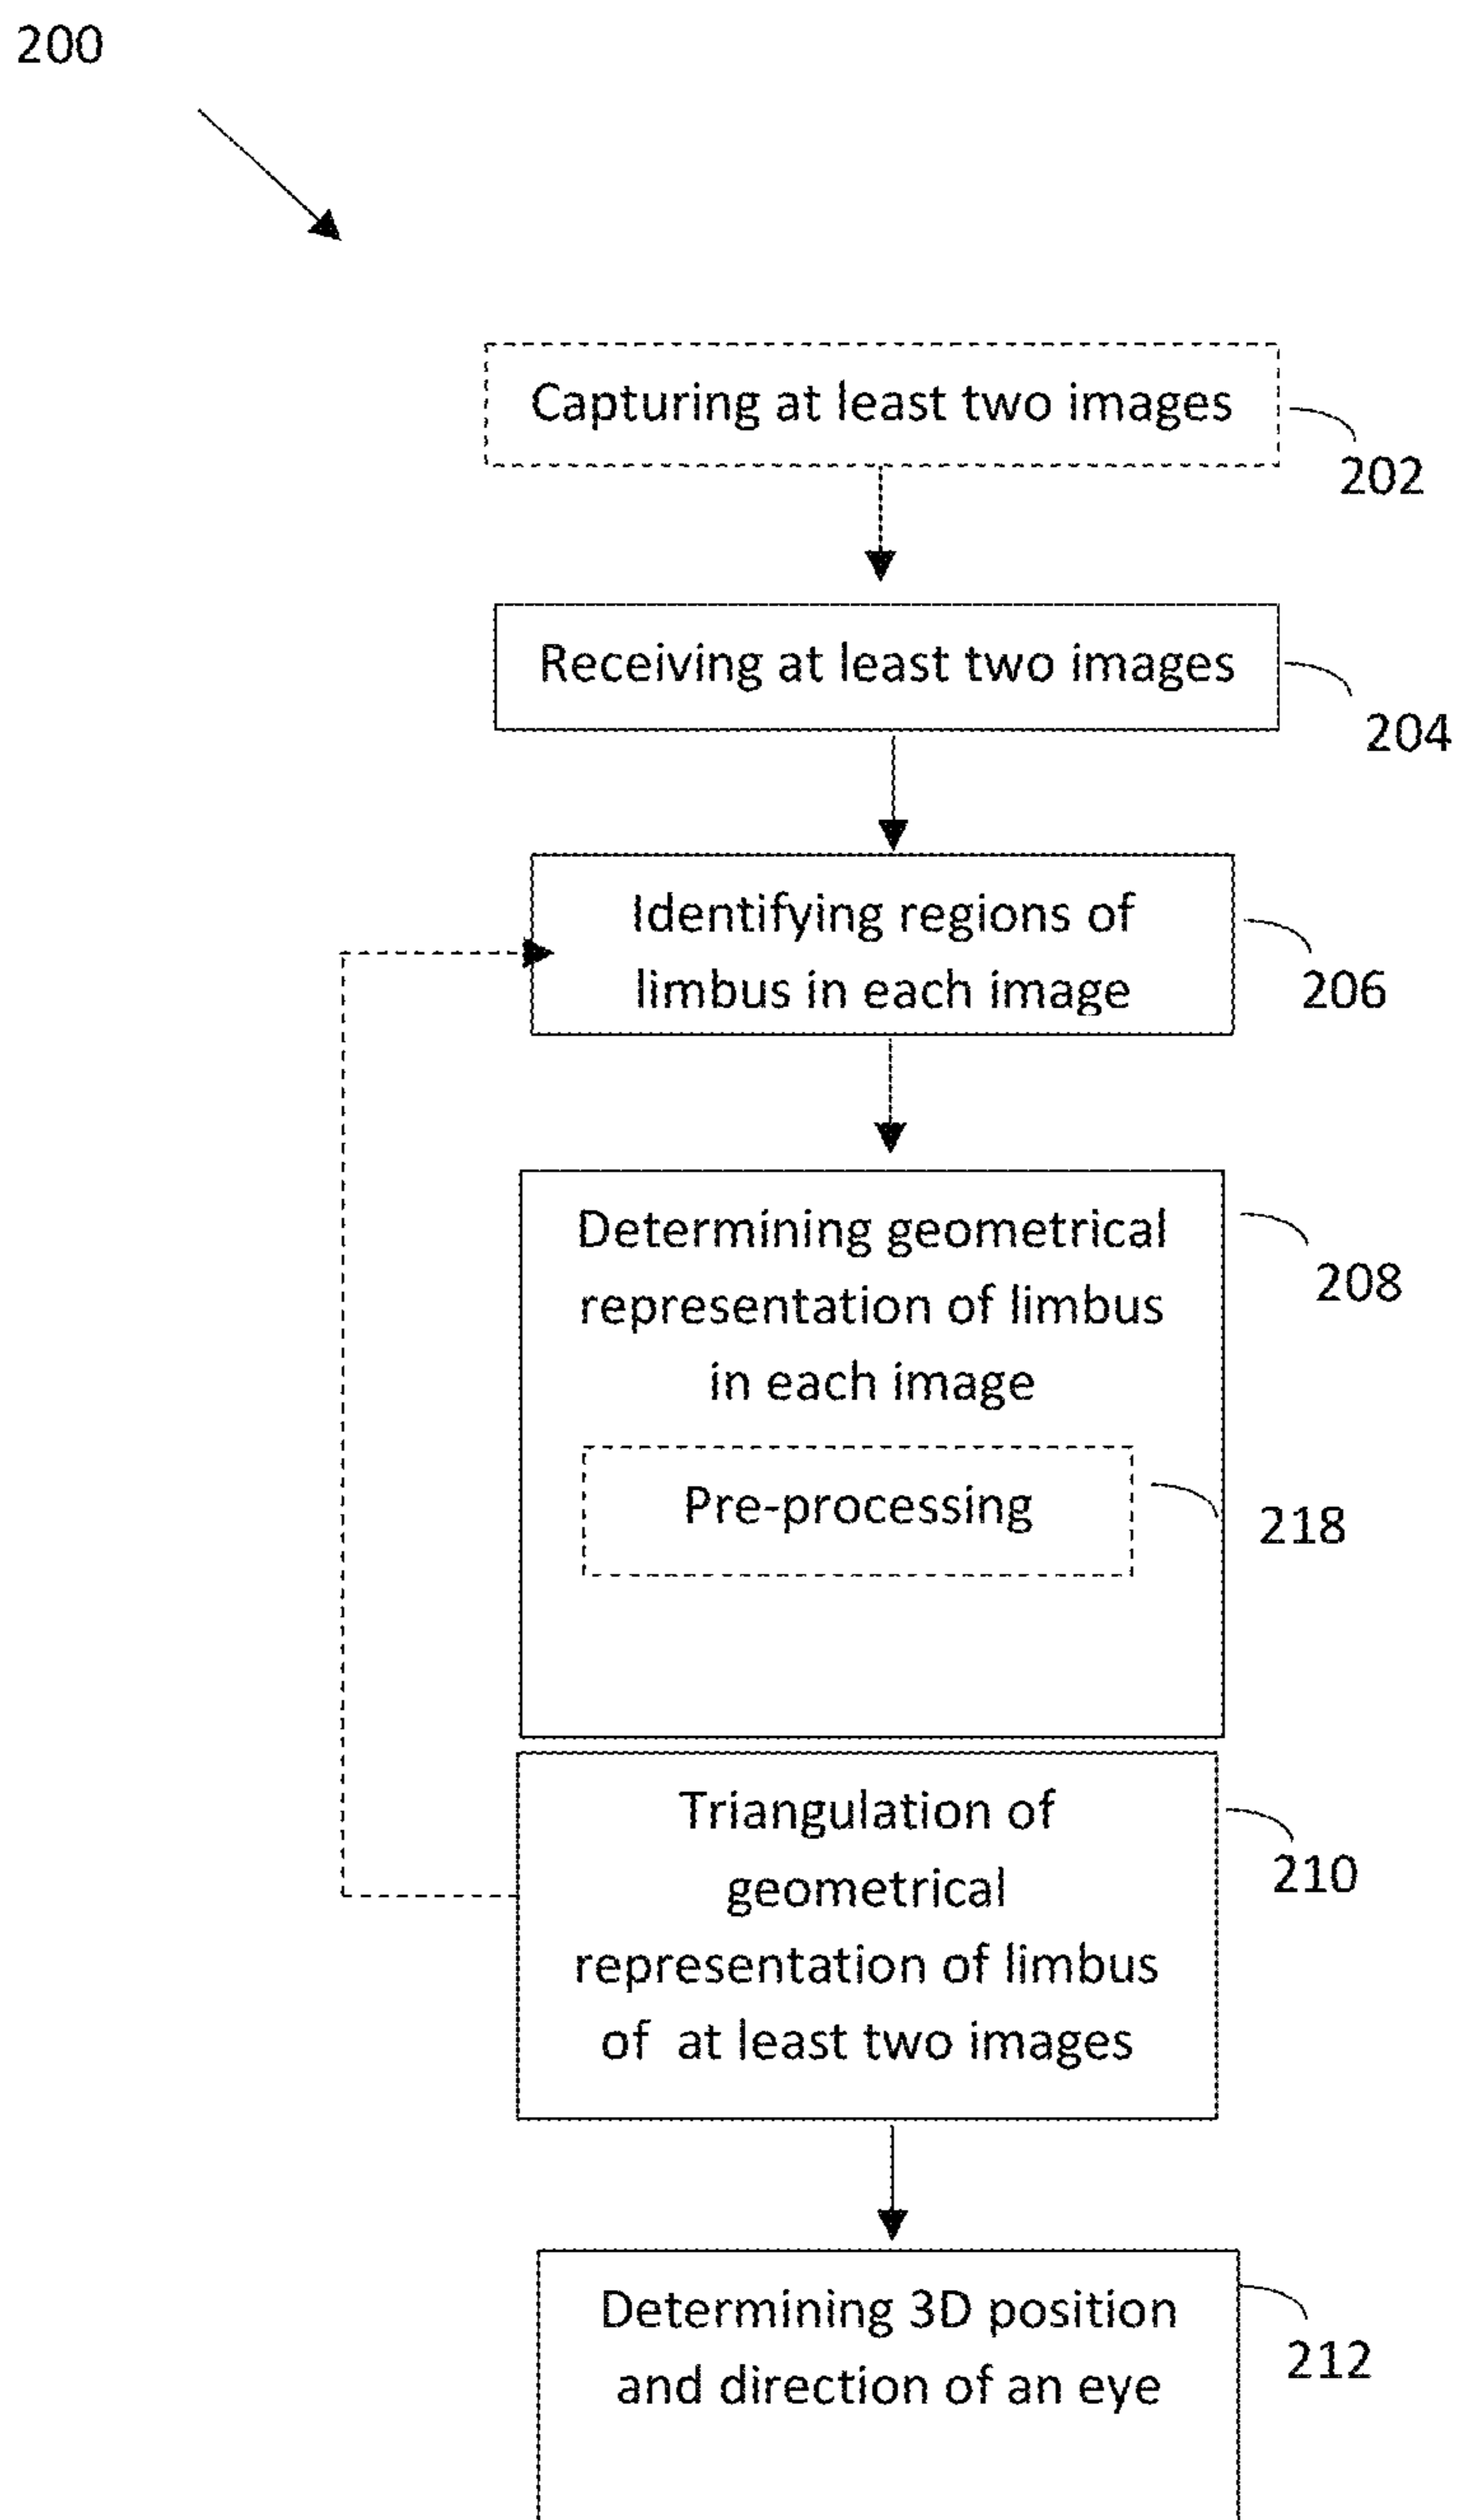 200
Capturing at least two images
202
Receiving at least two images
204
Identifying regions of
limbus in each image
206
Determining geometrical
representation of limbus
in each image
208
Pre-processing
218
Triangulation of
geometrical
representation of limbus
of at least two images
210
Determining 3D position
and direction of an eye
212